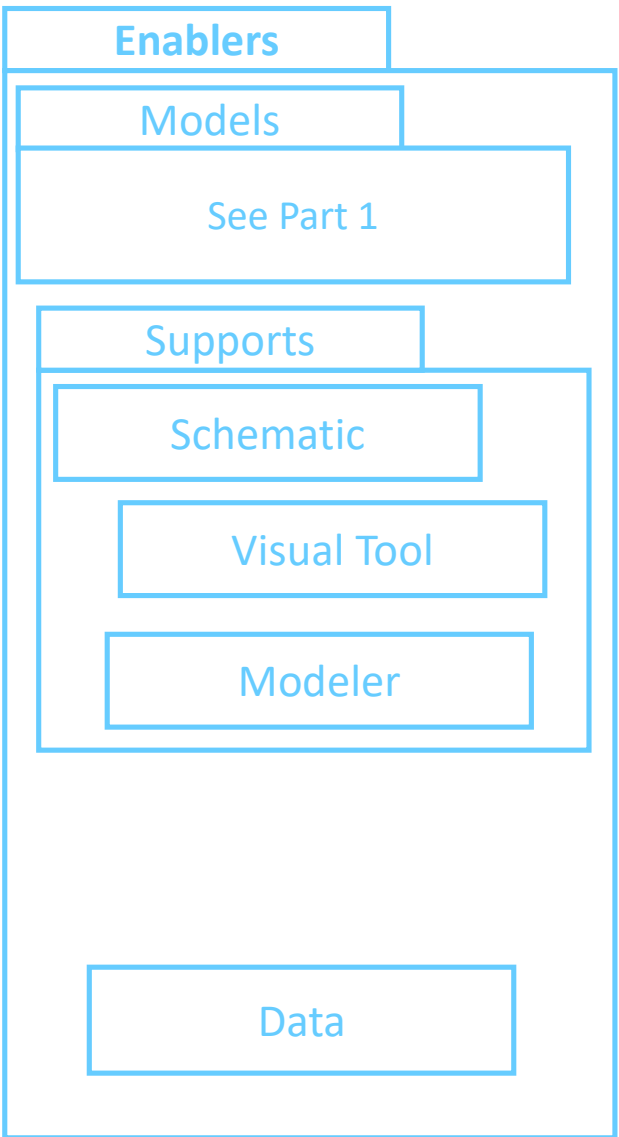 Enablers
Models
See Part 1
Supports
Schematic
Visual Tool
Modeler
Data